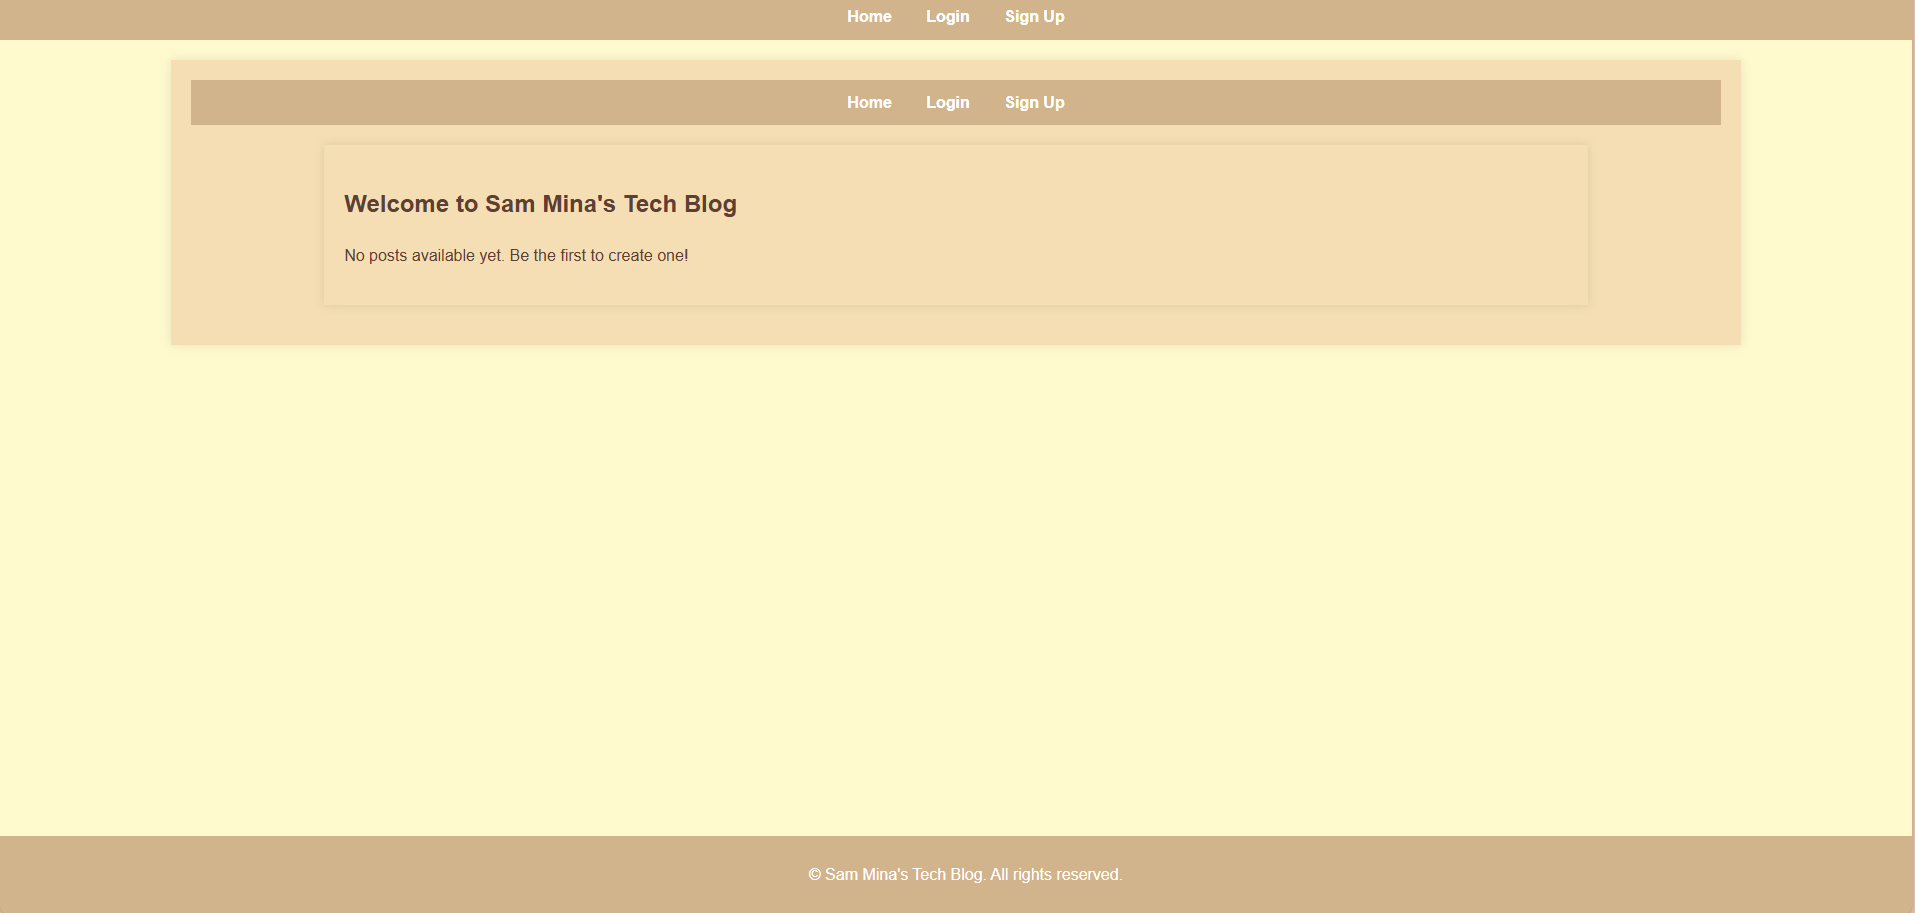 Home Login Sign Up
Home Login Sign Up
Welcome to Sam Mina's Tech Blog
No posts available yet. Be the first to create one!
© Sam Mina's Tech Blog. All rights reserved.